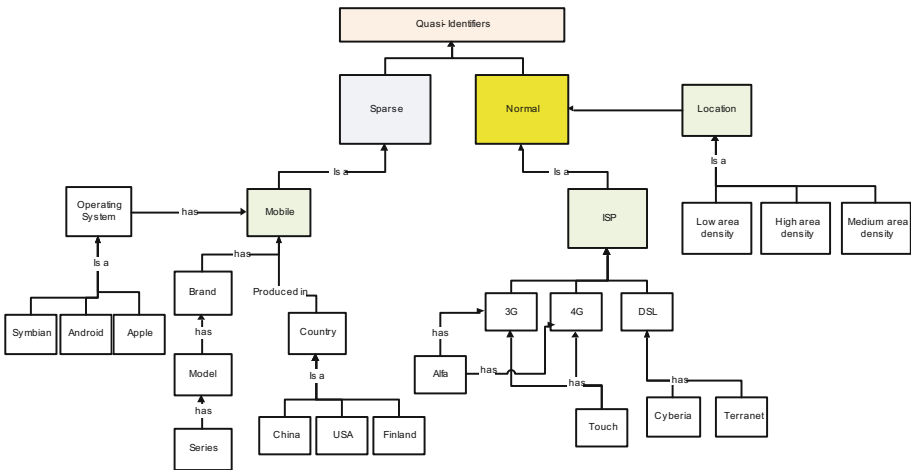 Quasi-Identifiers
Sparse
Normal
Location
Is a
Is a
Is a
Operating
System
has
Mobile
ISP
Low area
density
High area
density
Medium area
density
Is a
has
Brand
Produced in
3G
4G
DSL
Symbian
Android
Apple
has
Country
has
Model
Is a
Alfa
has
has
has
has
Series
China
USA
Finland
Touch
Cyberia
Terranet